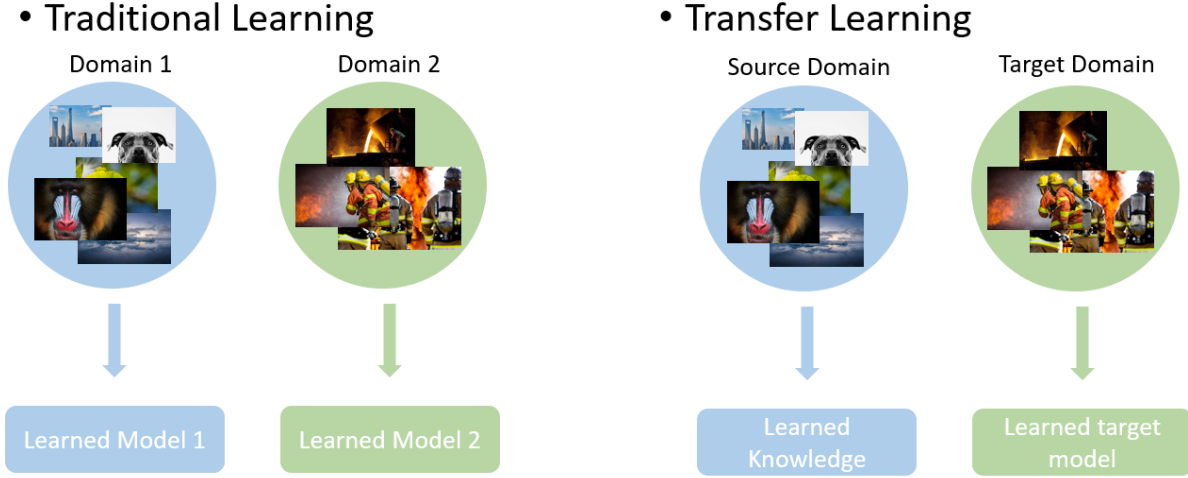 • Traditional Learning
Domain 1
Domain 2
Learned Model 1
Learned Model 2
• Transfer Learning
Source Domain
Target Domain
Learned
Knowledge
Learned target
model